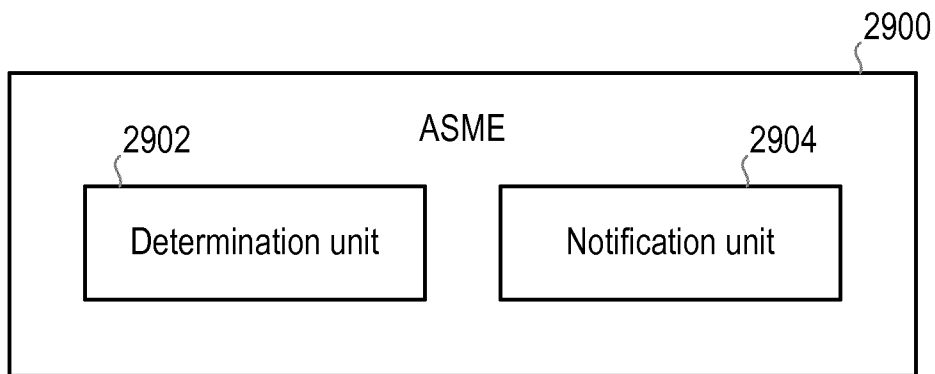 2900
ASME
2902
2904
Determination unit
Notification unit